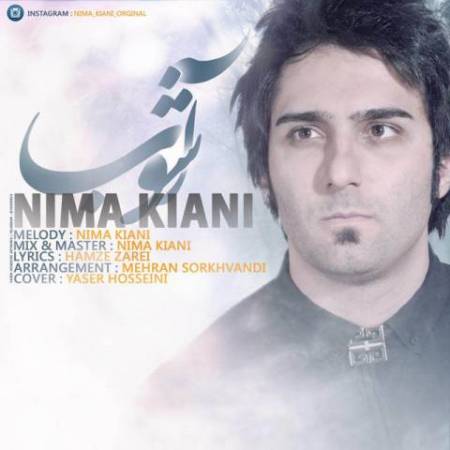 INSTAGRAM : NIMA_KIANI_ORGINAL
NIMA KIANI
MELODY : NIMA KIANI
MIX & MASTER : NIMA KIANI
LYRICS : HAMZE ZAREI
ARRANGEMENT : MEHRAN SORKHVANDI
COVER : YASER HOSSEINI